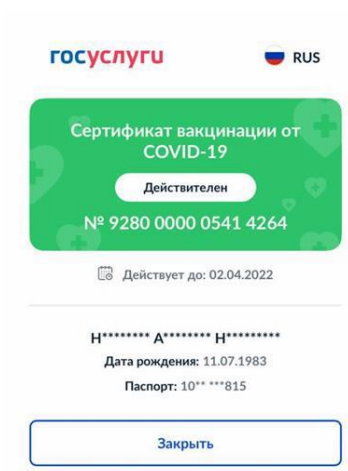 госуслуги
RUS
Сертификат вакцинации от
COVID-19
Действителен
№ 9280 0000 0541 4264
Действует до: 02.04.2022
Н******** А******** Н*********
Дата рождения: 11.07.1983
Паспорт: 10** ***815
Закрыть